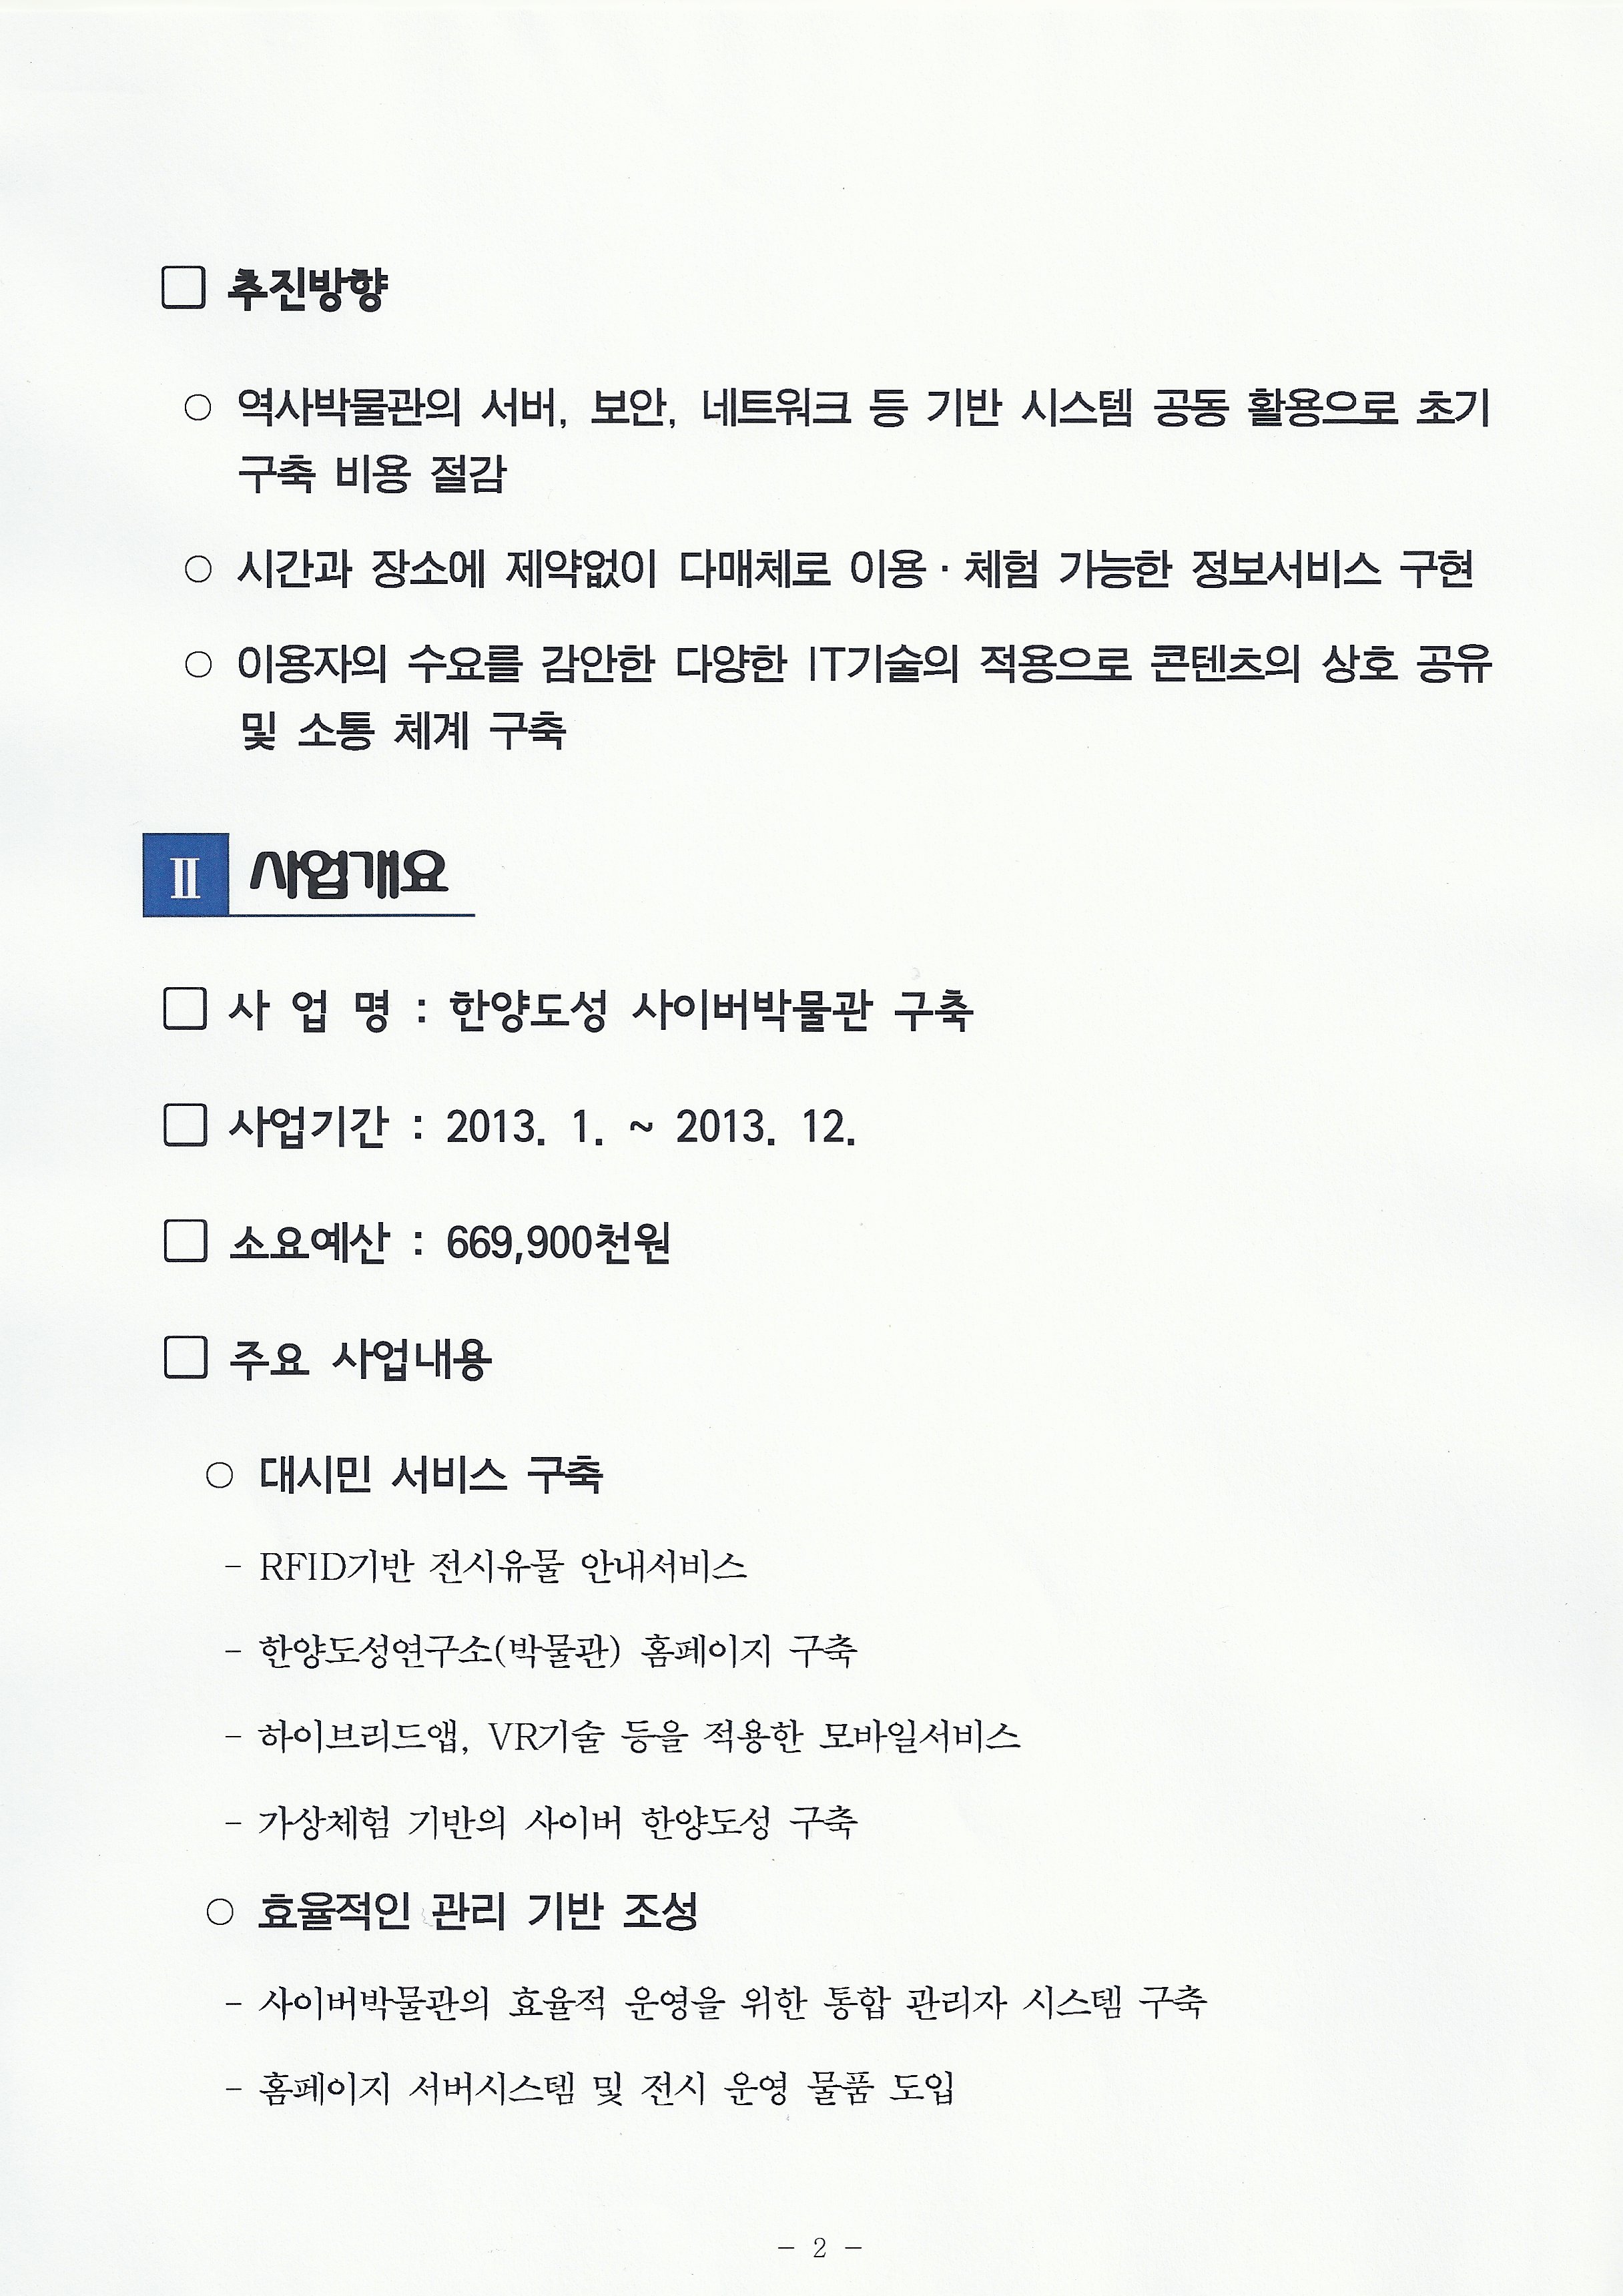 □ 추진방향
○ 역사박물관의 서버, 보안, 네트워크 등 기반 시스템 공동 활용으로 초기
구축 비용 절감
○ 시간과 장소에 제약없이 다매체로 이용·체험 가능한 정보서비스 구현
○ 이용자의 수요를 감안한 다양한 IT기술의 적용으로 콘텐츠의 상호 공유
및 소통 체계 구축
Ⅱ 사업개요
□ 사 업 명 : 한양도성 사이버박물관 구축
□ 사업기간 : 2013. 1. ~ 2013. 12.
□ 소요예산 : 669,900천원
□ 주요 사업내용
○ 대시민 서비스 구축
- RFID기반 전시유물 안내서비스
- 한양도성연구소(박물관) 홈페이지 구축
- 하이브리드앱, VR기술 등을 적용한 모바일서비스
- 가상체험 기반의 사이버 한양도성 구축
○ 효율적인 관리 기반 조성
- 사이버박물관의 효율적 운영을 위한 통합 관리자 시스템 구축
- 홈페이지 서버시스템 및 전시 운영 물품 도입
- 2 -